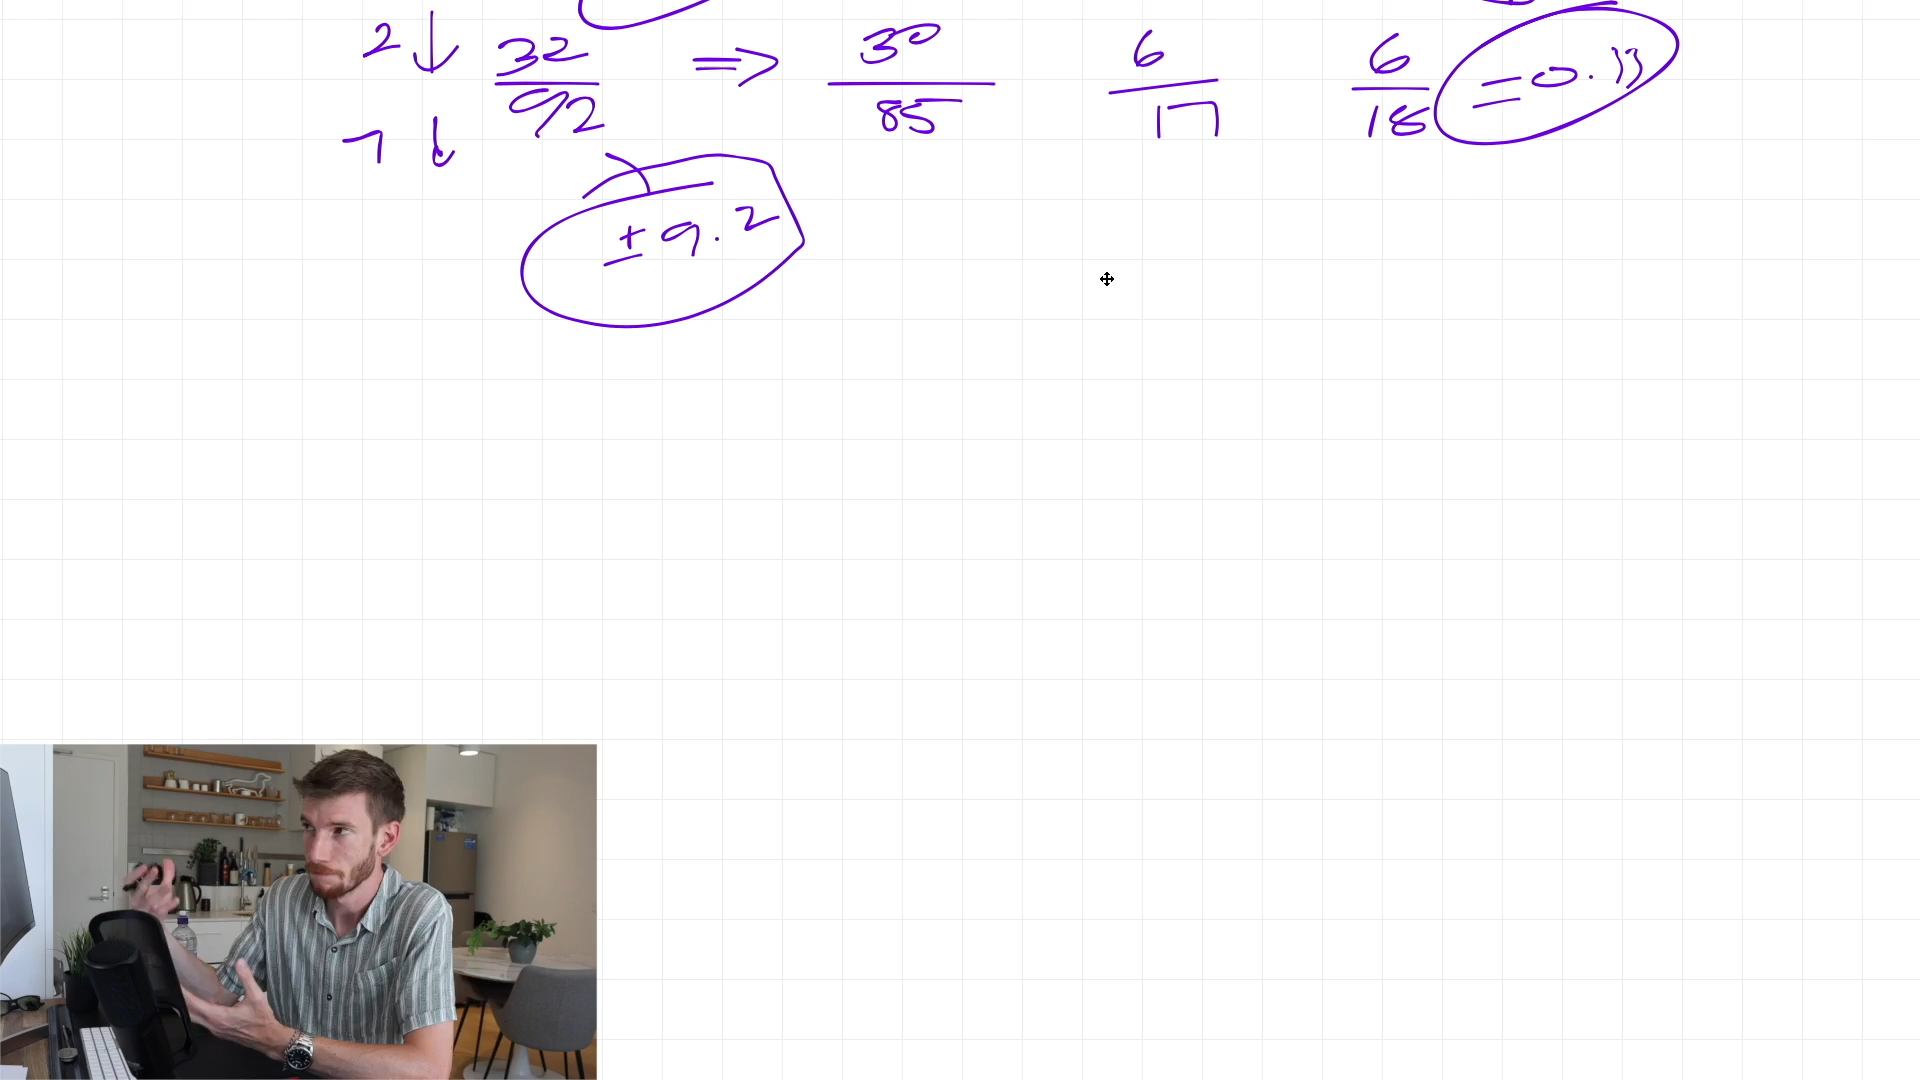 2 ↓ 32/92 => 30/85 6/17 6/18 = 0.33
7 ↓
± 9.2